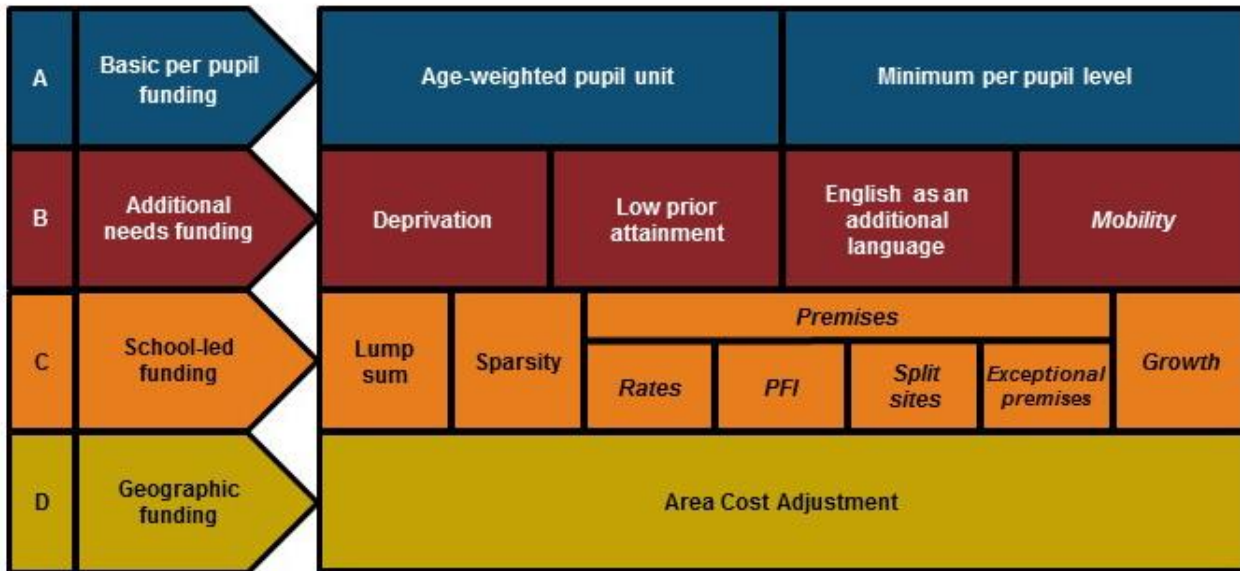 A
Basic per pupil
funding
Age-weighted pupil unit
Minimum per pupil level
B
Additional
needs funding
Deprivation
Low prior
attainment
English as an
additional
language
Mobility
C
School-led
funding
Lump
sum
Sparsity
Premises
Rates
PFI
Split
sites
Exceptional
premises
Growth
D
Geographic
funding
Area Cost Adjustment